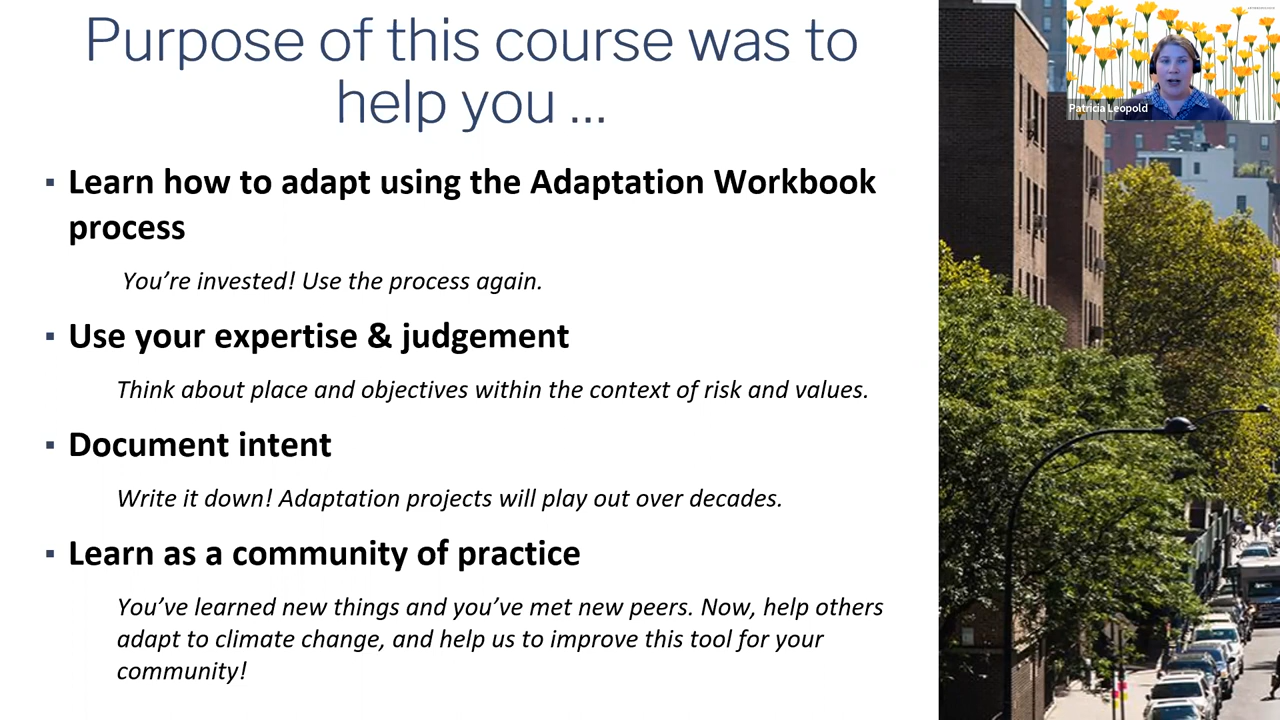 Purpose of this course was to
help you ...
▪ Learn how to adapt using the Adaptation Workbook
process
You’re invested! Use the process again.
▪ Use your expertise & judgement
Think about place and objectives within the context of risk and values.
▪ Document intent
Write it down! Adaptation projects will play out over decades.
▪ Learn as a community of practice
You’ve learned new things and you’ve met new peers. Now, help others
adapt to climate change, and help us to improve this tool for your
community!
Patricia Leopold